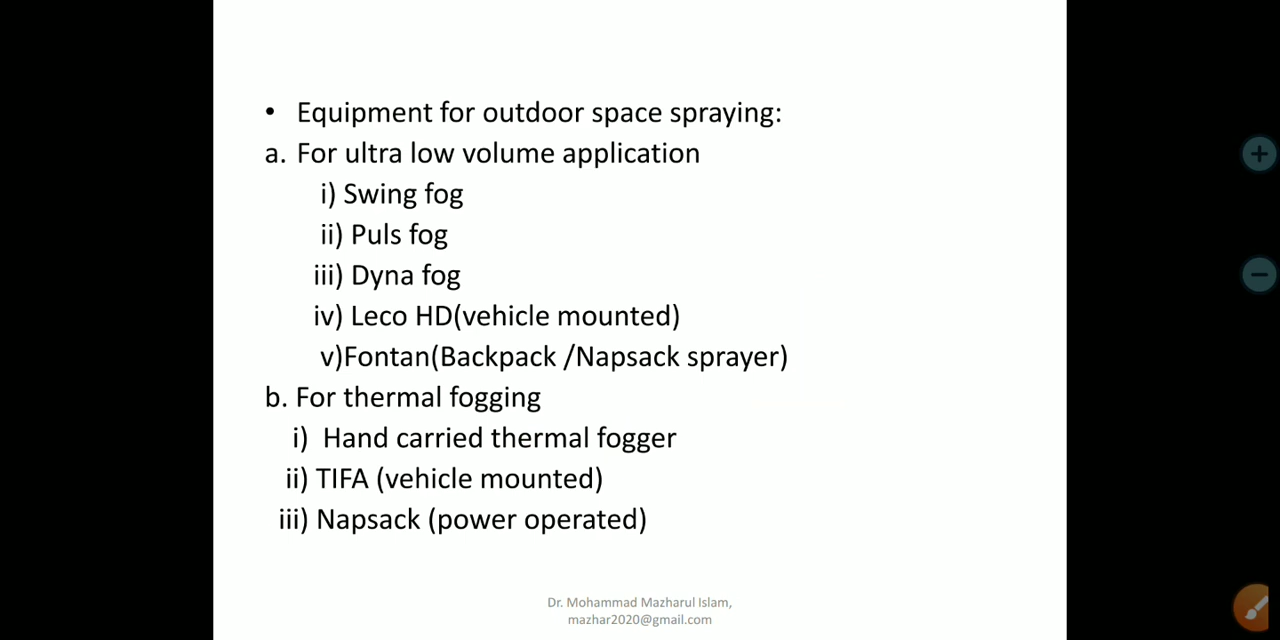 • Equipment for outdoor space spraying:
a. For ultra low volume application
i) Swing fog
ii) Puls fog
iii) Dyna fog
iv) Leco HD(vehicle mounted)
v)Fontan(Backpack /Napsack sprayer)
b. For thermal fogging
i) Hand carried thermal fogger
ii) TIFA (vehicle mounted)
iii) Napsack (power operated)
Dr. Mohammad Mazharul Islam,
mazhar2020@gmail.com